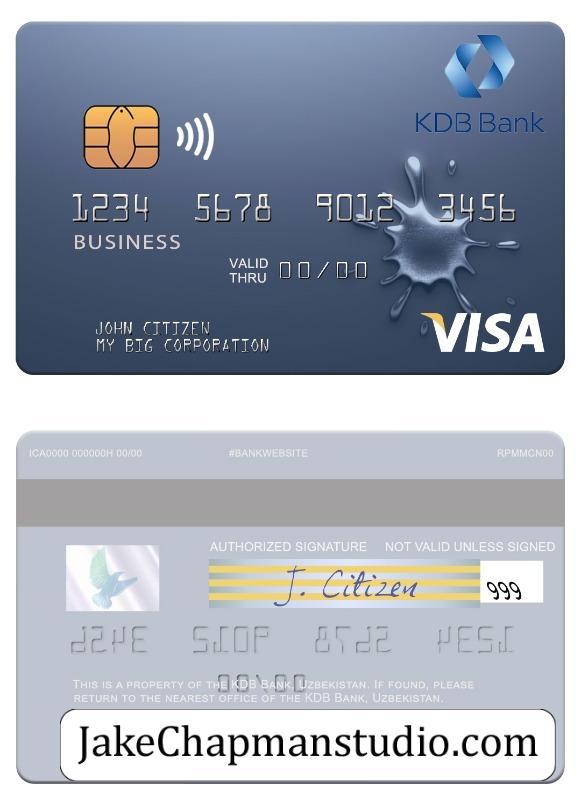 KDB Bank
1234 5678 9012 3456
BUSINESS
VALID
THRU 00/00
JOHN CITIZEN
MY BIG CORPORATION
VISA
ICA0000 000000H 00/00 #BANKWEBSITE RPMMCN00
AUTHORIZED SIGNATURE NOT VALID UNLESS SIGNED
J. Citizen 999
THIS IS A PROPERTY OF THE KDB BANK, UZBEKISTAN. IF FOUND, PLEASE
RETURN TO THE NEAREST OFFICE OF THE KDB BANK, UZBEKISTAN.
JakeChapmanstudio.com